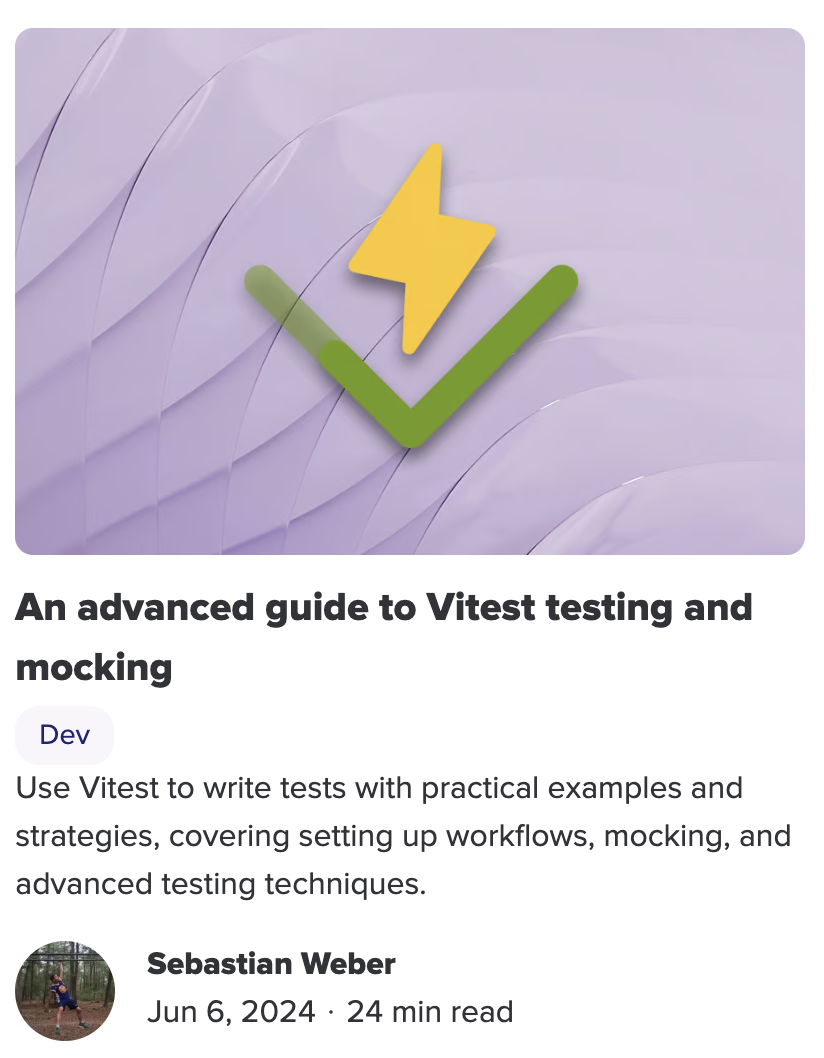 An advanced guide to Vitest testing and
mocking
Dev
Use Vitest to write tests with practical examples and
strategies, covering setting up workflows, mocking, and
advanced testing techniques.
Sebastian Weber
Jun 6, 2024 · 24 min read